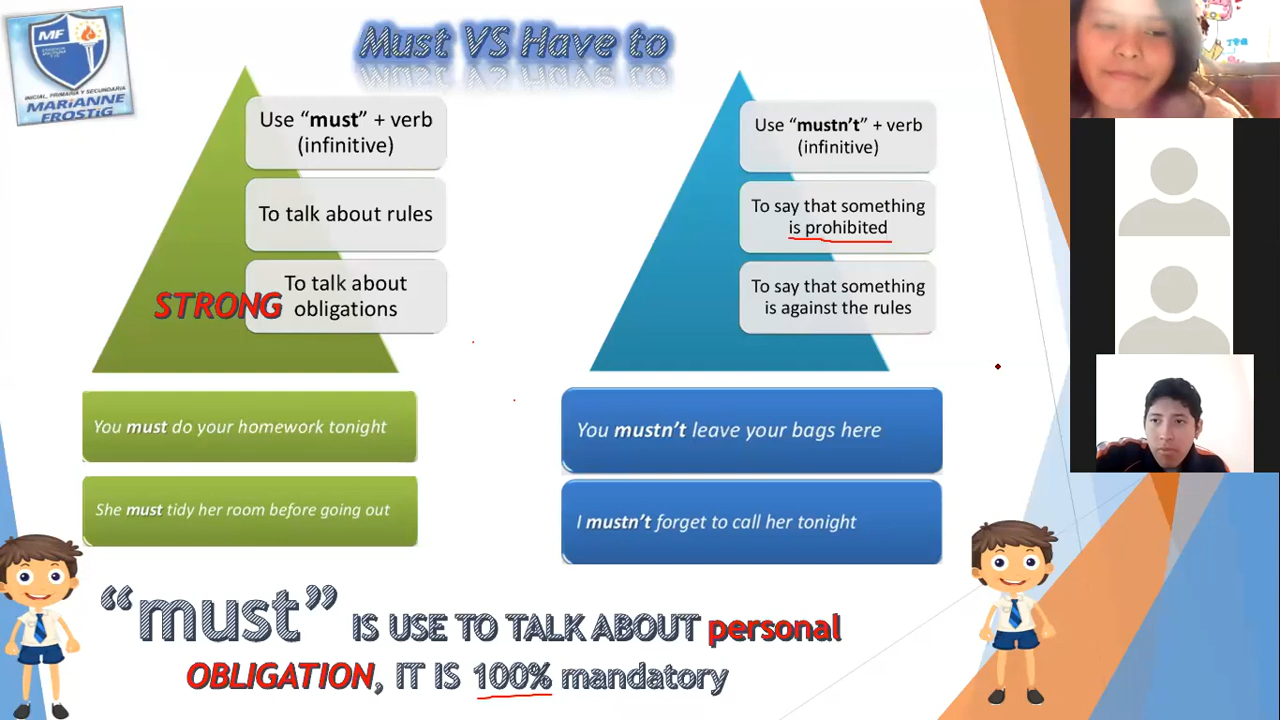 Must VS Have to
MF
INICIAL, PRIMARIA Y SECUNDARIA
MARiANNE
FROSTiG
Use “must” + verb
(infinitive)
To talk about rules
STRONG
To talk about
obligations
You must do your homework tonight
She must tidy her room before going out
Use “mustn’t” + verb
(infinitive)
To say that something
is prohibited
To say that something
is against the rules
You mustn’t leave your bags here
I mustn’t forget to call her tonight
“must” IS USE TO TALK ABOUT personal
OBLIGATION, IT IS 100% mandatory